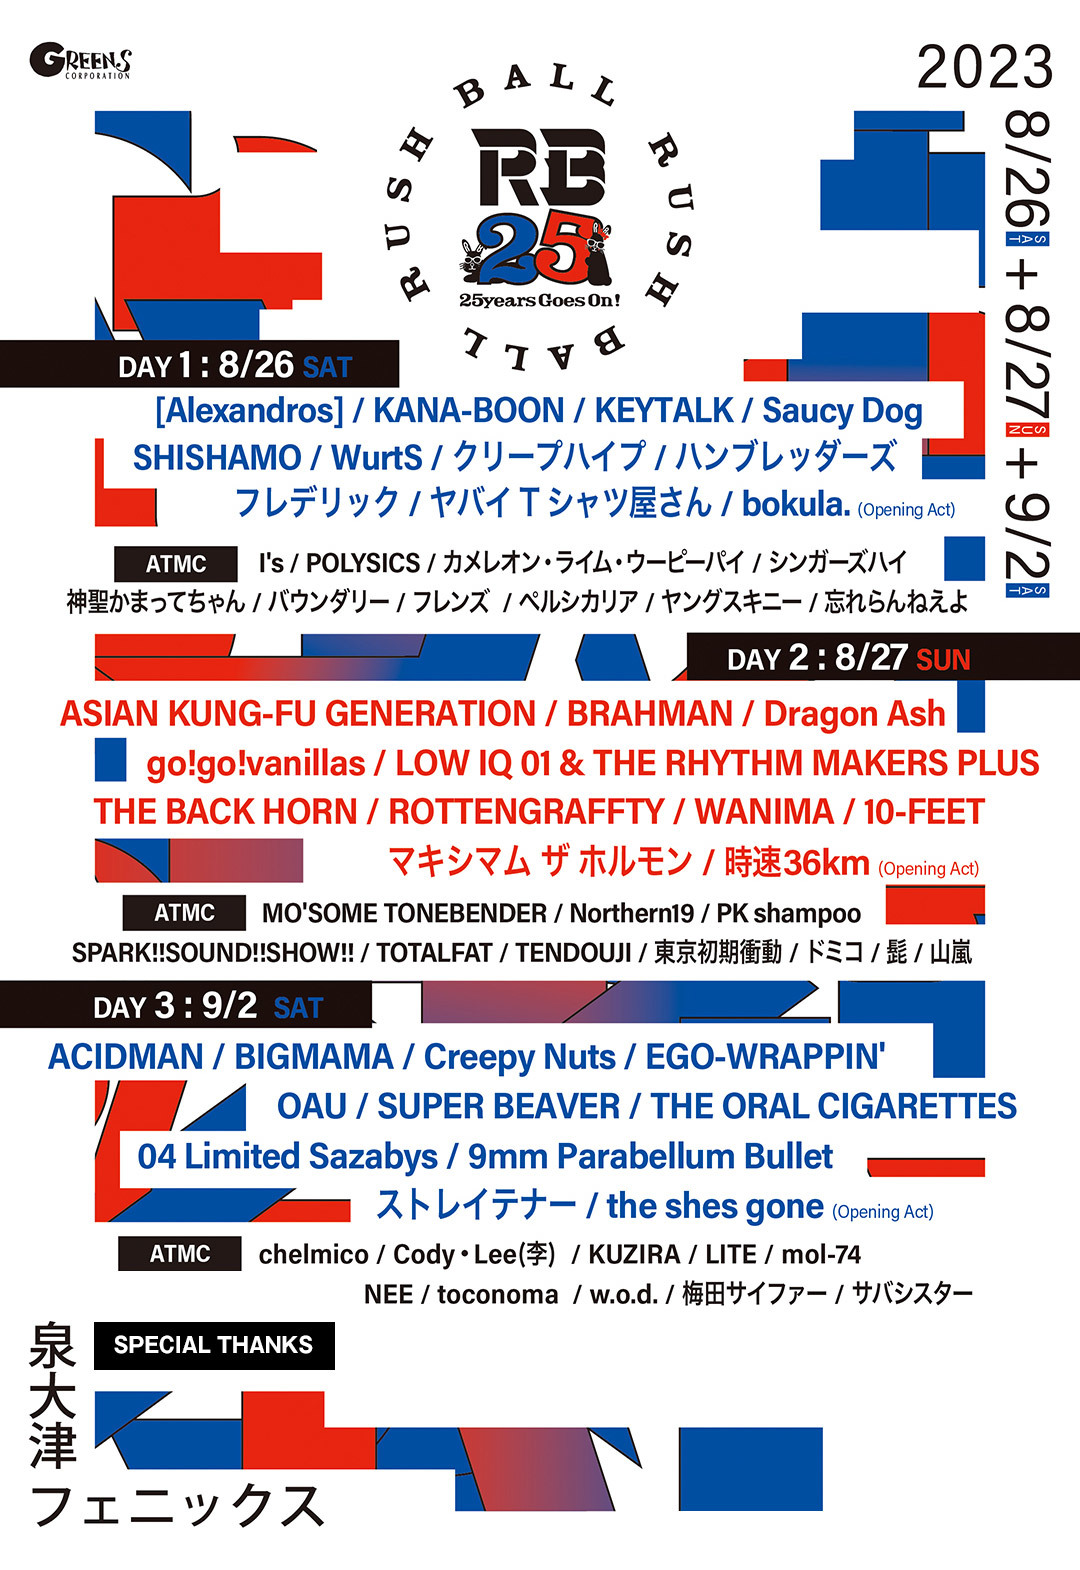 GREENS
CORPORATION
2023
8/26 SAT + 8/27 SUN + 9/2 SAT
RUSH BALL RUSH BALL
RB
25
25years Goes On!
DAY 1 : 8/26 SAT
[Alexandros] / KANA-BOON / KEYTALK / Saucy Dog
SHISHAMO / WurtS / クリープハイプ / ハンブレッダーズ
フレデリック / ヤバイTシャツ屋さん / bokula. (Opening Act)
ATMC I's / POLYSICS / カメレオン・ライム・ウーピーパイ / シンガーズハイ
神聖かまってちゃん / バウンダリー / フレンズ / ペルシカリア / ヤングスキニー / 忘れらんねえよ
DAY 2 : 8/27 SUN
ASIAN KUNG-FU GENERATION / BRAHMAN / Dragon Ash
go!go!vanillas / LOW IQ 01 & THE RHYTHM MAKERS PLUS
THE BACK HORN / ROTTENGRAFFTY / WANIMA / 10-FEET
マキシマム ザ ホルモン / 時速36km (Opening Act)
ATMC MO'SOME TONEBENDER / Northern19 / PK shampoo
SPARK!!SOUND!!SHOW!! / TOTALFAT / TENDOUJI / 東京初期衝動 / ドミコ / 髭 / 山嵐
DAY 3 : 9/2 SAT
ACIDMAN / BIGMAMA / Creepy Nuts / EGO-WRAPPIN'
OAU / SUPER BEAVER / THE ORAL CIGARETTES
04 Limited Sazabys / 9mm Parabellum Bullet
ストレイテナー / the shes gone (Opening Act)
ATMC chelmico / Cody・Lee(李) / KUZIRA / LITE / mol-74
NEE / toconoma / w.o.d. / 梅田サイファー / サバシスター
SPECIAL THANKS
泉大津
フェニックス